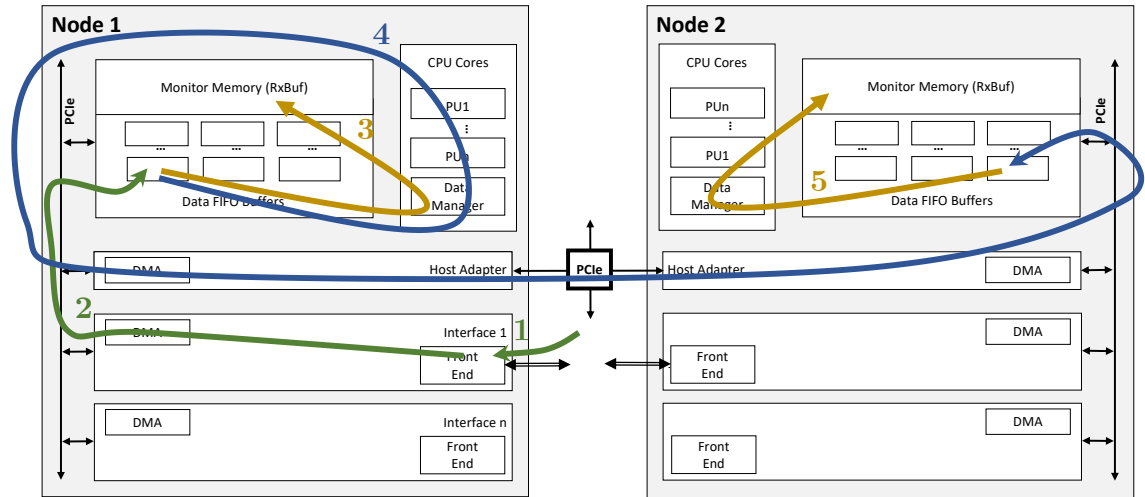 Node 1
4
CPU Cores
PCIe
Monitor Memory (RxBuf)
PU1
...
3
... ... ...
PUn
Data
Manager
Data FIFO Buffers
DMA
Host Adapter
2
DMA
Interface 1
1
Front
End
DMA
Interface n
Front
End
PCIe
Node 2
CPU Cores
Monitor Memory (RxBuf)
PCIe
PUn
...
PU1
... ... ...
Data
Manager
5
Data FIFO Buffers
Host Adapter
DMA
DMA
Front
End
DMA
Front
End